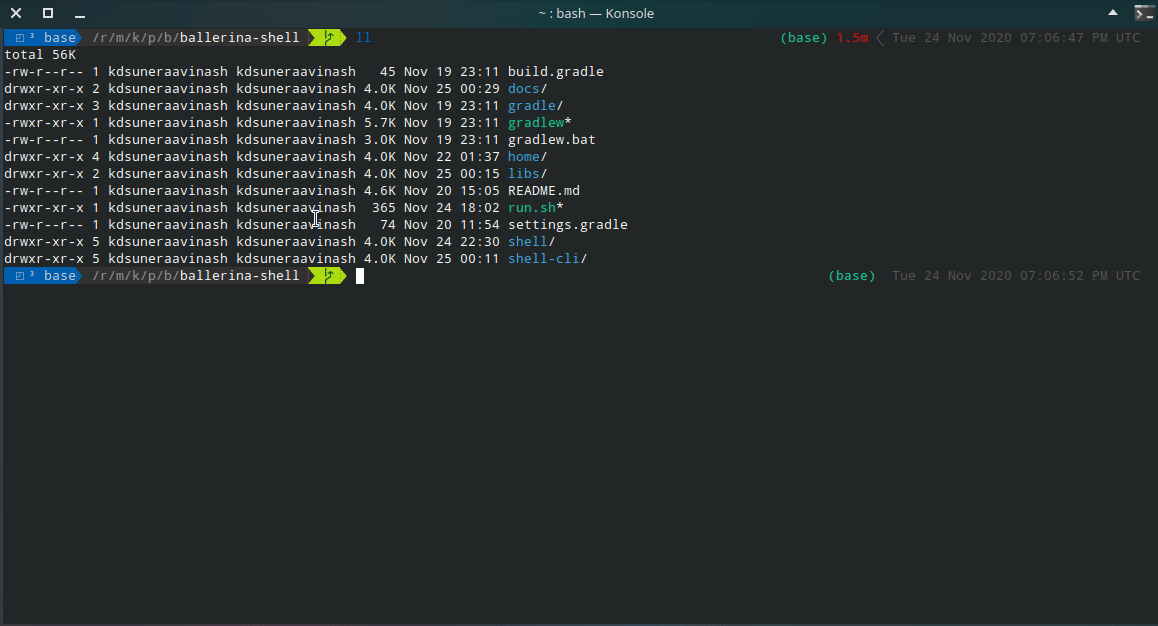 ~ : bash — Konsole
³ base /r/m/k/p/b/ballerina-shell ll (base) 1.5m Tue 24 Nov 2020 07:06:47 PM UTC
total 56K
-rw-r--r-- 1 kdsuneraavinash kdsuneraavinash   45 Nov 19 23:11 build.gradle
drwxr-xr-x 2 kdsuneraavinash kdsuneraavinash 4.0K Nov 25 00:29 docs/
drwxr-xr-x 3 kdsuneraavinash kdsuneraavinash 4.0K Nov 19 23:11 gradle/
-rwxr-xr-x 1 kdsuneraavinash kdsuneraavinash 5.7K Nov 19 23:11 gradlew*
-rw-r--r-- 1 kdsuneraavinash kdsuneraavinash 3.0K Nov 19 23:11 gradlew.bat
drwxr-xr-x 4 kdsuneraavinash kdsuneraavinash 4.0K Nov 22 01:37 home/
drwxr-xr-x 2 kdsuneraavinash kdsuneraavinash 4.0K Nov 25 00:15 libs/
-rw-r--r-- 1 kdsuneraavinash kdsuneraavinash 4.6K Nov 20 15:05 README.md
-rwxr-xr-x 1 kdsuneraavinash kdsuneraavinash  365 Nov 24 18:02 run.sh*
-rw-r--r-- 1 kdsuneraavinash kdsuneraavinash   74 Nov 20 11:54 settings.gradle
drwxr-xr-x 5 kdsuneraavinash kdsuneraavinash 4.0K Nov 24 22:30 shell/
drwxr-xr-x 5 kdsuneraavinash kdsuneraavinash 4.0K Nov 25 00:11 shell-cli/
³ base /r/m/k/p/b/ballerina-shell (base) Tue 24 Nov 2020 07:06:52 PM UTC